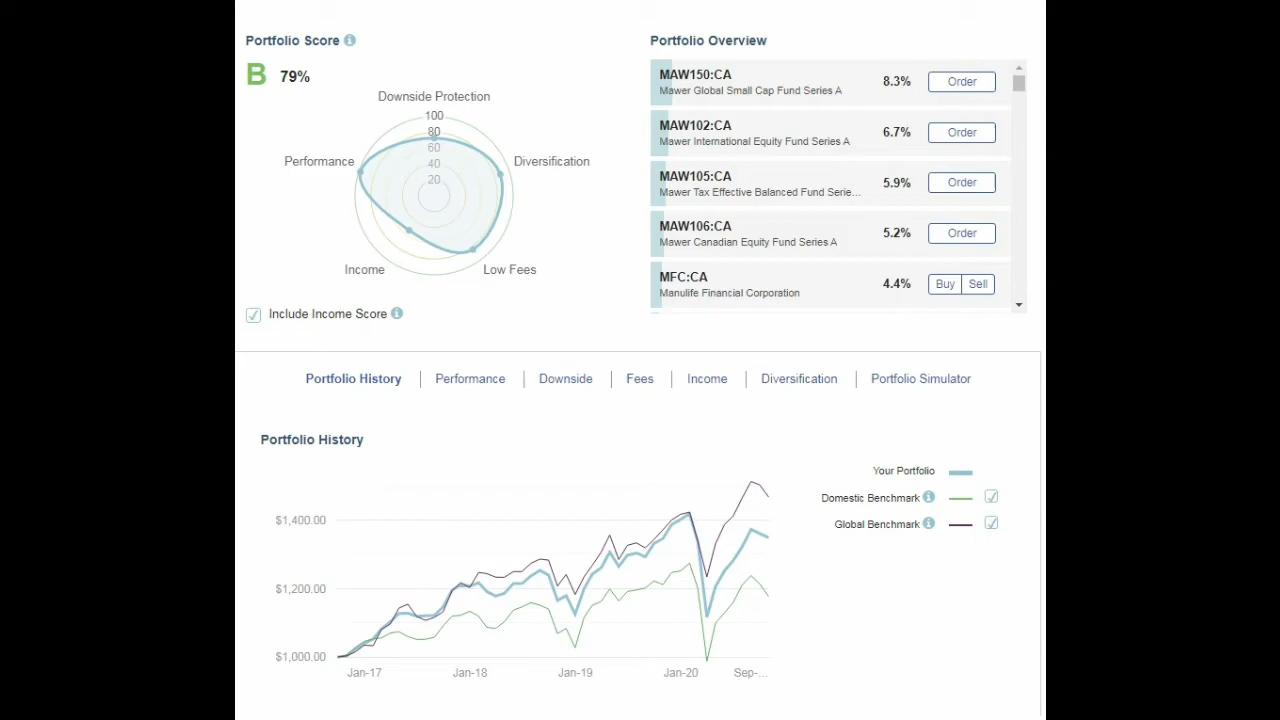 Portfolio Score
B 79%
Downside Protection
100
80
60
40
20
Performance
Diversification
Income
Low Fees
Include Income Score
Portfolio Overview
MAW150:CA
Mawer Global Small Cap Fund Series A
8.3%
Order
MAW102:CA
Mawer International Equity Fund Series A
6.7%
Order
MAW105:CA
Mawer Tax Effective Balanced Fund Serie...
5.9%
Order
MAW106:CA
Mawer Canadian Equity Fund Series A
5.2%
Order
MFC:CA
Manulife Financial Corporation
4.4%
Buy Sell
Portfolio History Performance Downside Fees Income Diversification Portfolio Simulator
Portfolio History
Your Portfolio
Domestic Benchmark
Global Benchmark
$1,400.00
$1,200.00
$1,000.00
Jan-17 Jan-18 Jan-19 Jan-20 Sep-...